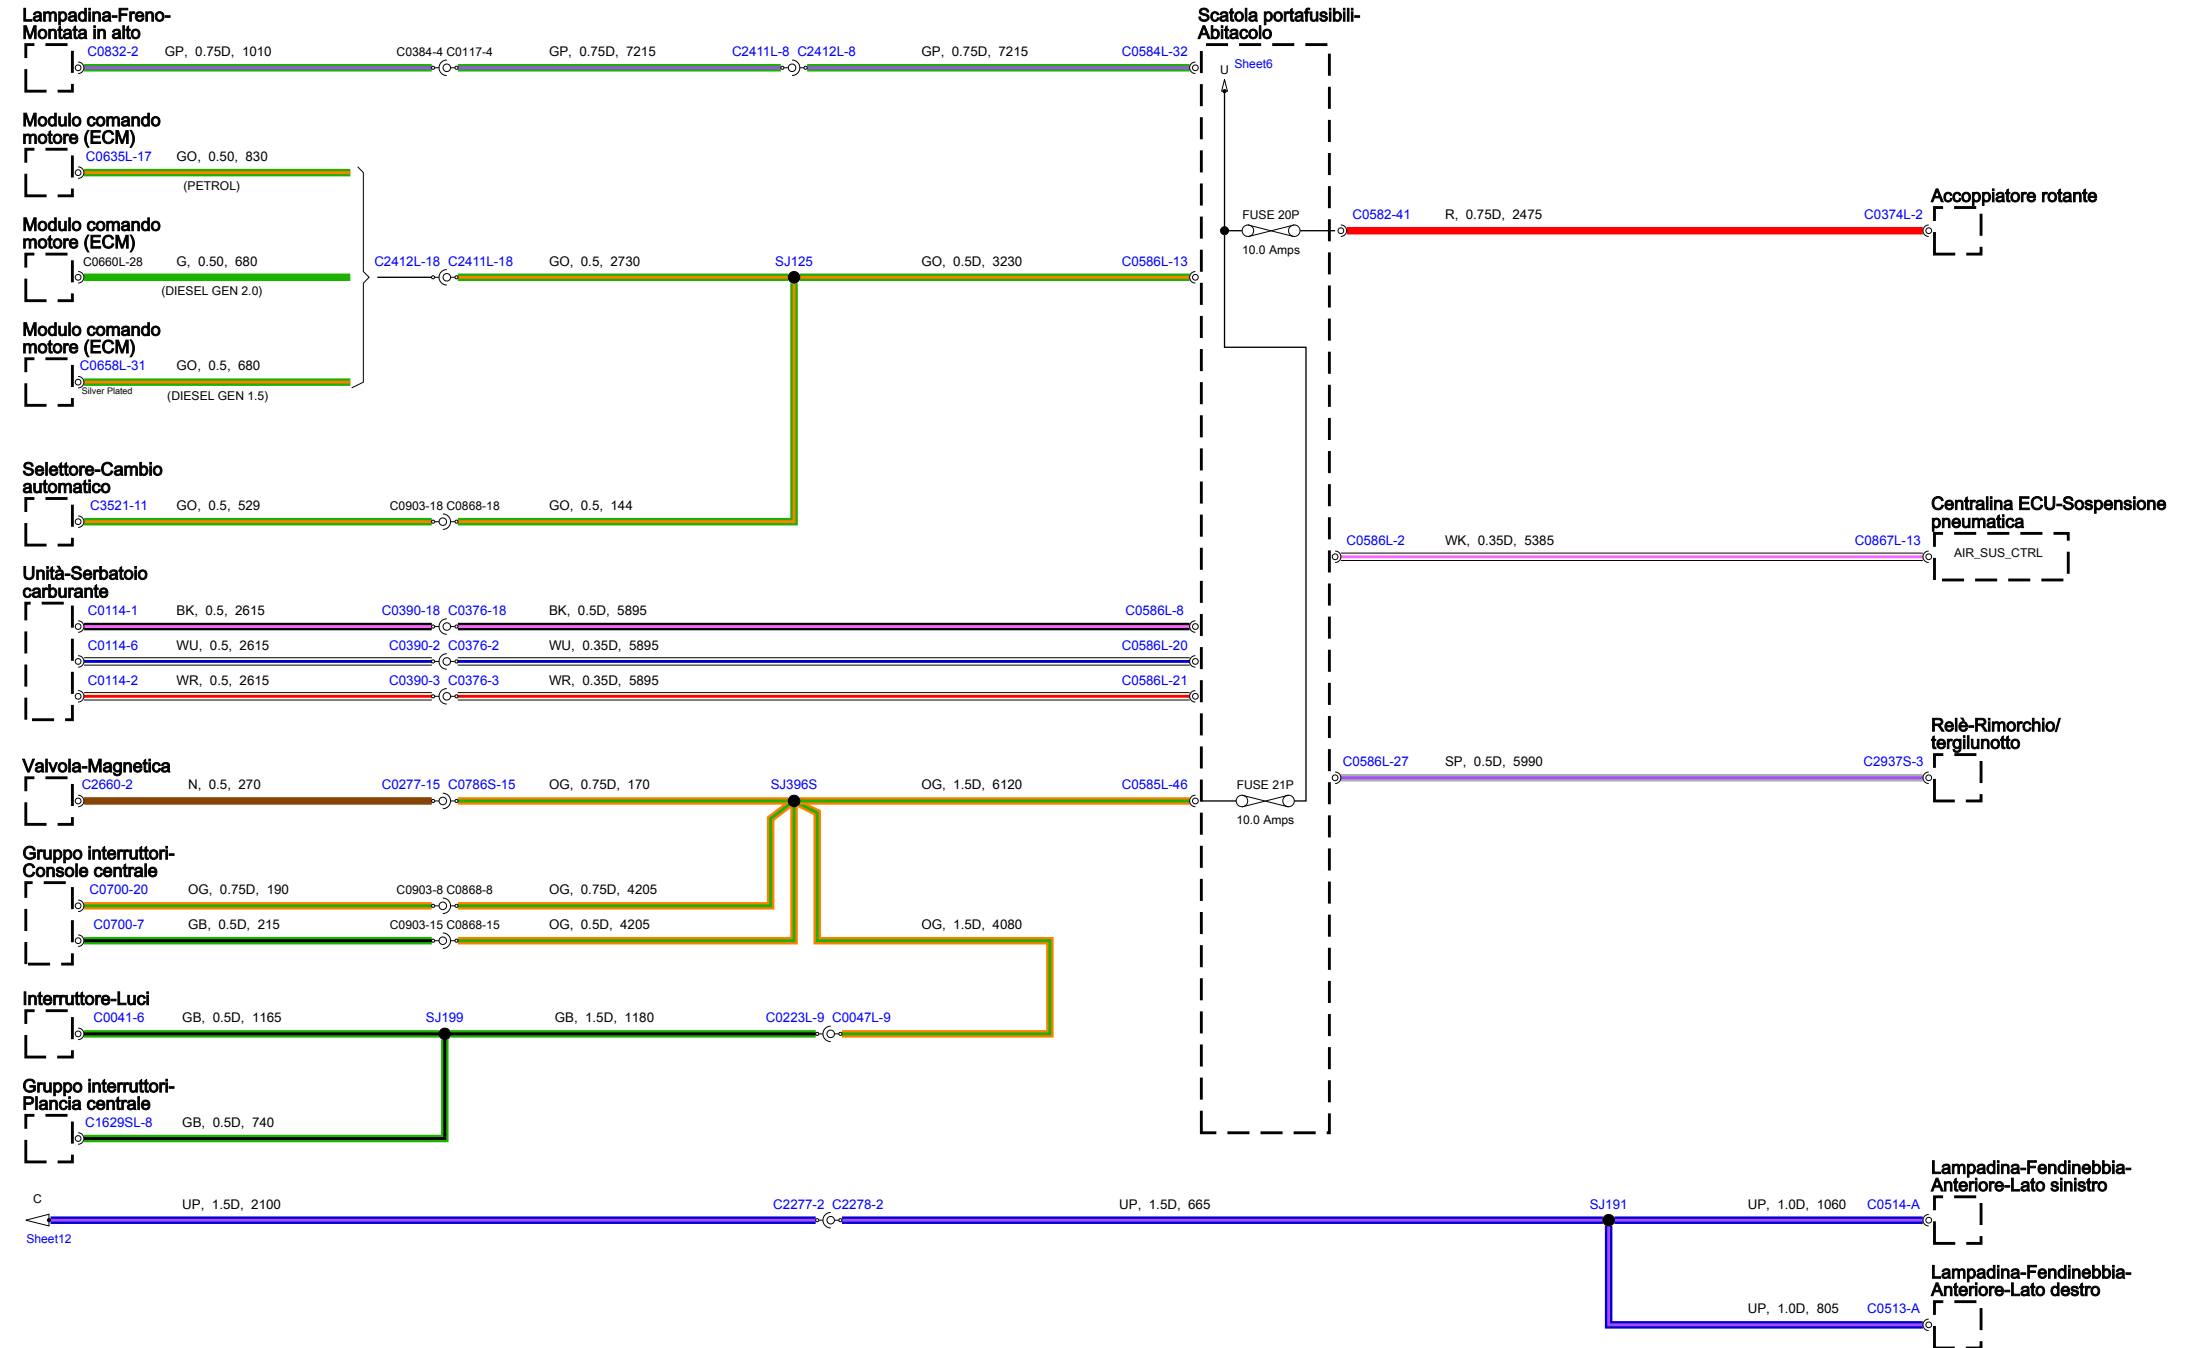 Lampadina-Freno-
Montata in alto
C0832-2 GP, 0.75D, 1010 C0384-4 C0117-4 GP, 0.75D, 7215 C2411L-8 C2412L-8 GP, 0.75D, 7215 C0584L-32
Scatola portafusibili-
Abitacolo
U Sheet6
Modulo comando
motore (ECM)
C0635L-17 GO, 0.50, 830
(PETROL)
Modulo comando
motore (ECM)
C0660L-28 G, 0.50, 680
(DIESEL GEN 2.0)
C2412L-18 C2411L-18 GO, 0.5, 2730 SJ125 GO, 0.5D, 3230 C0586L-13
Modulo comando
motore (ECM)
C0658L-31 GO, 0.5, 680
Silver Plated
(DIESEL GEN 1.5)
FUSE 20P
10.0 Amps
C0582-41 R, 0.75D, 2475 C0374L-2
Accoppiatore rotante
Selettore-Cambio
automatico
C3521-11 GO, 0.5, 529 C0903-18 C0868-18 GO, 0.5, 144
Centralina ECU-Sospensione
pneumatica
AIR_SUS_CTRL
C0586L-2 WK, 0.35D, 5385 C0867L-13
Unità-Serbatoio
carburante
C0114-1 BK, 0.5, 2615 C0390-18 C0376-18 BK, 0.5D, 5895 C0586L-8
C0114-6 WU, 0.5, 2615 C0390-2 C0376-2 WU, 0.35D, 5895 C0586L-20
C0114-2 WR, 0.5, 2615 C0390-3 C0376-3 WR, 0.35D, 5895 C0586L-21
Relè-Rimorchio/
tergilunotto
C0586L-27 SP, 0.5D, 5990 C2937S-3
Valvola-Magnetica
C2660-2 N, 0.5, 270 C0277-15 C0786S-15 OG, 0.75D, 170 SJ396S OG, 1.5D, 6120 C0585L-46
FUSE 21P
10.0 Amps
Gruppo interruttori-
Console centrale
C0700-20 OG, 0.75D, 190 C0903-8 C0868-8 OG, 0.75D, 4205
C0700-7 GB, 0.5D, 215 C0903-15 C0868-15 OG, 0.5D, 4205 OG, 1.5D, 4080
Interruttore-Luci
C0041-6 GB, 0.5D, 1165 SJ199 GB, 1.5D, 1180 C0223L-9 C0047L-9
Gruppo interruttori-
Plancia centrale
C1629SL-8 GB, 0.5D, 740
C UP, 1.5D, 2100 C2277-2 C2278-2 UP, 1.5D, 665 SJ191 UP, 1.0D, 1060 C0514-A
Sheet12
Lampadina-Fendinebbia-
Anteriore-Lato sinistro
Lampadina-Fendinebbia-
Anteriore-Lato destro
UP, 1.0D, 805 C0513-A